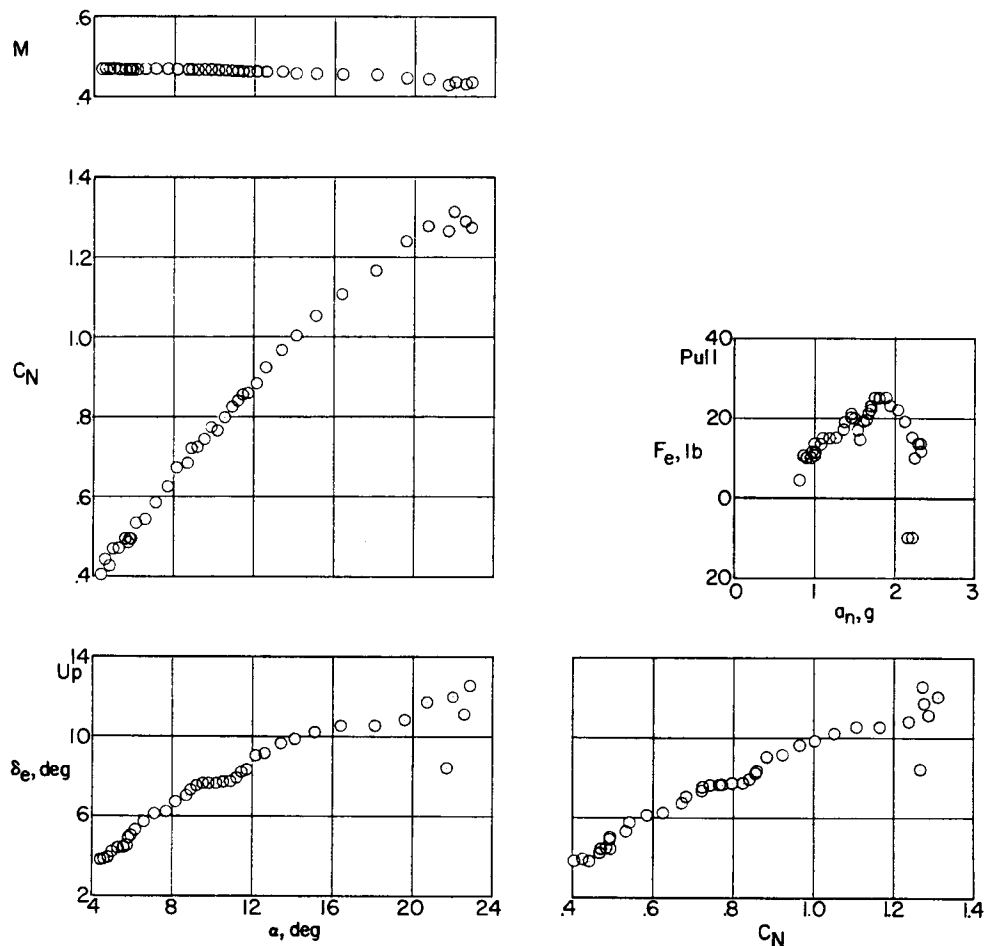 .6
M
.4
1.4
1.2
1.0
C_N
.8
.6
.4
40
Pull
20
F_e, lb
0
20
0 1 2 3
a_n, g
14
Up
10
δ_e, deg
6
2
4 8 12 16 20 24
α, deg
.4 .6 .8 1.0 1.2 1.4
C_N